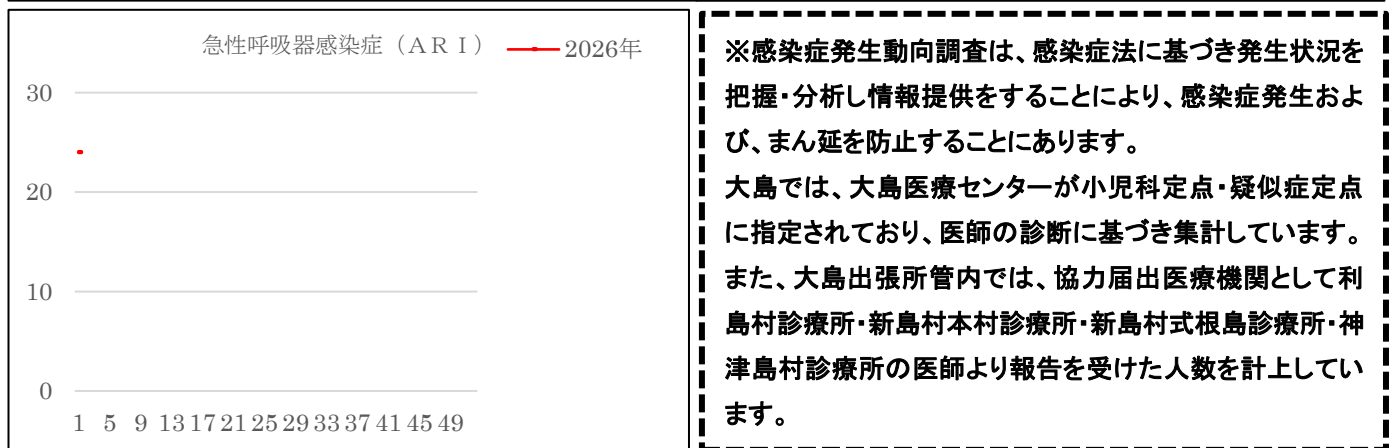 急性呼吸器感染症（ＡＲＩ）
2026年
30
20
10
0
1 5 9 13 17 21 25 29 33 37 41 45 49
※感染症発生動向調査は、感染症法に基づき発生状況を
把握・分析し情報提供をすることにより、感染症発生およ
び、まん延を防止することにあります。
大島では、大島医療センターが小児科定点・疑似症定点
に指定されており、医師の診断に基づき集計しています。
また、大島出張所管内では、協力届出医療機関として利
島村診療所・新島村本村診療所・新島村式根島診療所・神
津島村診療所の医師より報告を受けた人数を計上してい
ます。